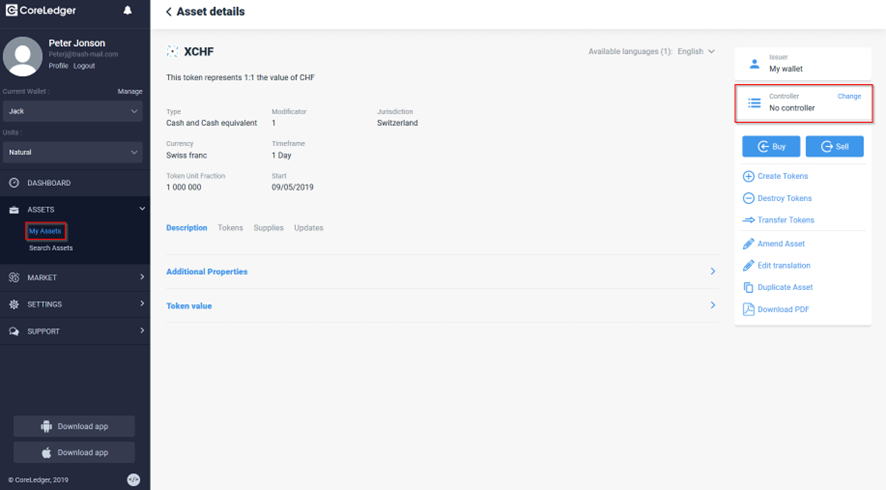 CoreLedger
Peter Jonson
Peterj@trash-mail.com
Profile Logout
Current Wallet : Manage
Jack
Units :
Natural
DASHBOARD
ASSETS
My Assets
Search Assets
MARKET
SETTINGS
SUPPORT
Download app
Download app
© CoreLedger, 2019
</>
Asset details
XCHF
Available languages (1): English
This token represents 1:1 the value of CHF
Type Modificator Jurisdiction
Cash and Cash equivalent 1 Switzerland
Currency Timeframe
Swiss franc 1 Day
Token Unit Fraction Start
1 000 000 09/05/2019
Description Tokens Supplies Updates
Additional Properties
Token value
Issuer
My wallet
Controller Change
No controller
Buy Sell
Create Tokens
Destroy Tokens
Transfer Tokens
Amend Asset
Edit translation
Duplicate Asset
Download PDF